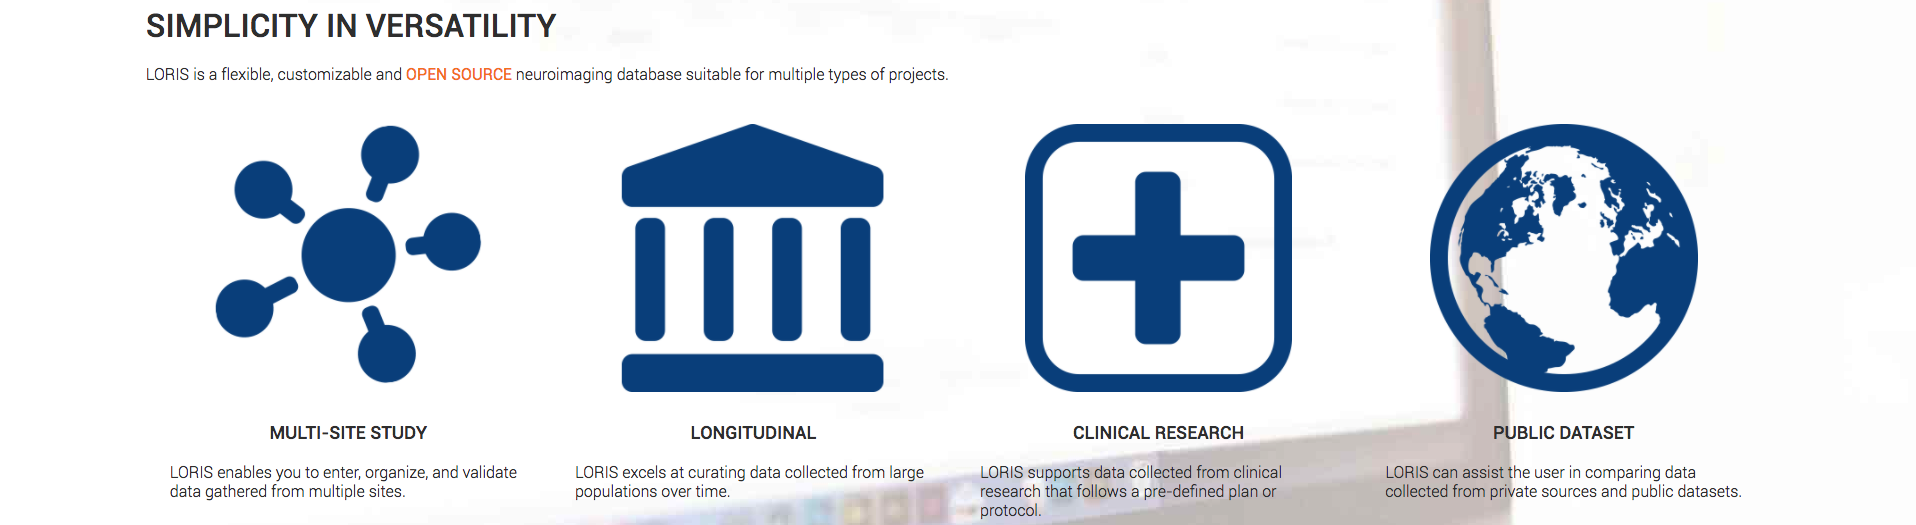 SIMPLICITY IN VERSATILITY
LORIS is a flexible, customizable and OPEN SOURCE neuroimaging database suitable for multiple types of projects.
MULTI-SITE STUDY
LORIS enables you to enter, organize, and validate
data gathered from multiple sites.
LONGITUDINAL
LORIS excels at curating data collected from large
populations over time.
CLINICAL RESEARCH
LORIS supports data collected from clinical
research that follows a pre-defined plan or
protocol.
PUBLIC DATASET
LORIS can assist the user in comparing data
collected from private sources and public datasets.